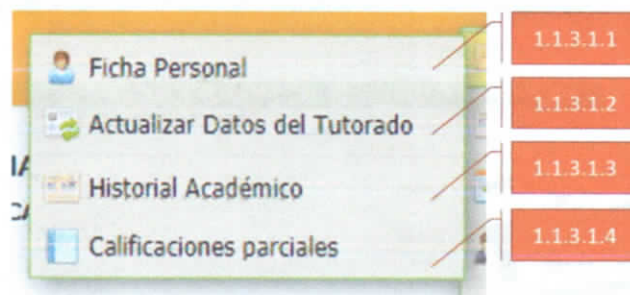 Ficha Personal
1.1.3.1.1
Actualizar Datos del Tutorado
1.1.3.1.2
Historial Académico
1.1.3.1.3
Calificaciones parciales
1.1.3.1.4